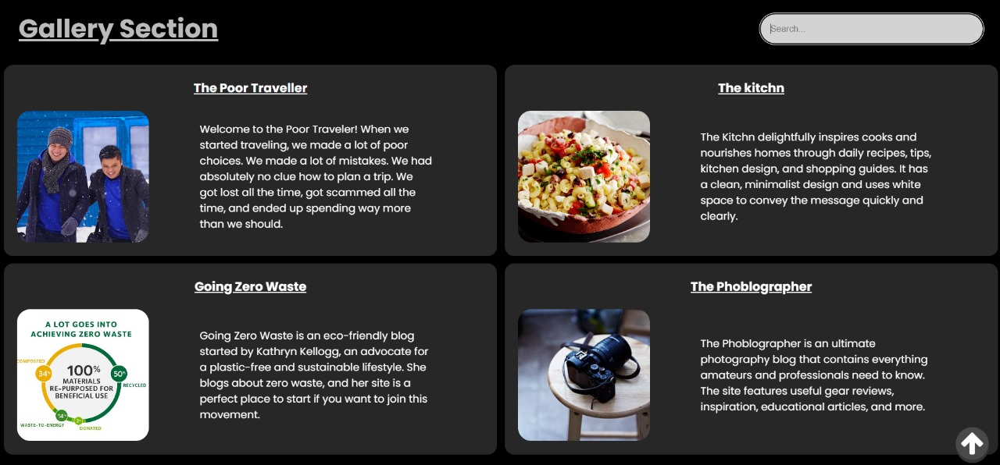 Gallery Section
Search...
The Poor Traveller
Welcome to the Poor Traveler! When we
started traveling, we made a lot of poor
choices. We made a lot of mistakes. We had
absolutely no clue how to plan a trip. We
got lost all the time, got scammed all the
time, and ended up spending way more
than we should.
The kitchn
The Kitchn delightfully inspires cooks and
nourishes homes through daily recipes, tips,
kitchen design, and shopping guides. It has
a clean, minimalist design and uses white
space to convey the message quickly and
clearly.
Going Zero Waste
A LOT GOES INTO
ACHIEVING ZERO WASTE
COMPOSTED
34%
100%
MATERIALS
RE-PURPOSED FOR
BENEFICIAL USE
50%
RECYCLED
14%
WASTE-TO-ENERGY
DONATED
Going Zero Waste is an eco-friendly blog
started by Kathryn Kellogg, an advocate for
a plastic-free and sustainable lifestyle. She
blogs about zero waste, and her site is a
perfect place to start if you want to join this
movement.
The Phoblographer
The Phoblographer is an ultimate
photography blog that contains everything
amateurs and professionals need to know.
The site features useful gear reviews,
inspiration, educational articles, and more.